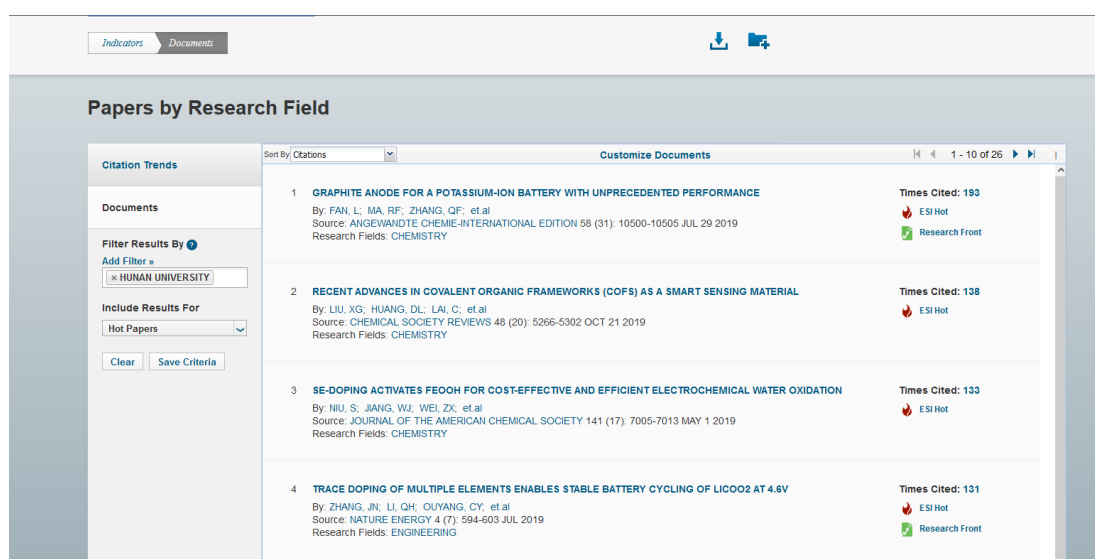 Indicators Documents
Papers by Research Field
Citation Trends
Documents
Filter Results By ?
Add Filter »
× HUNAN UNIVERSITY
Include Results For
Hot Papers
Clear Save Criteria
Sort By Citations Customize Documents 1 - 10 of 26
1 GRAPHITE ANODE FOR A POTASSIUM-ION BATTERY WITH UNPRECEDENTED PERFORMANCE Times Cited: 193
By: FAN, L; MA, RF; ZHANG, QF; et.al ESI Hot
Source: ANGEWANDTE CHEMIE-INTERNATIONAL EDITION 58 (31): 10500-10505 JUL 29 2019
Research Fields: CHEMISTRY Research Front
2 RECENT ADVANCES IN COVALENT ORGANIC FRAMEWORKS (COFS) AS A SMART SENSING MATERIAL Times Cited: 138
By: LIU, XG; HUANG, DL; LAI, C; et.al ESI Hot
Source: CHEMICAL SOCIETY REVIEWS 48 (20): 5266-5302 OCT 21 2019
Research Fields: CHEMISTRY
3 SE-DOPING ACTIVATES FEOOH FOR COST-EFFECTIVE AND EFFICIENT ELECTROCHEMICAL WATER OXIDATION Times Cited: 133
By: NIU, S; JIANG, WJ; WEI, ZX; et.al ESI Hot
Source: JOURNAL OF THE AMERICAN CHEMICAL SOCIETY 141 (17): 7005-7013 MAY 1 2019
Research Fields: CHEMISTRY
4 TRACE DOPING OF MULTIPLE ELEMENTS ENABLES STABLE BATTERY CYCLING OF LICOO2 AT 4.6V Times Cited: 131
By: ZHANG, JN; LI, QH; OUYANG, CY; et.al ESI Hot
Source: NATURE ENERGY 4 (7): 594-603 JUL 2019
Research Fields: ENGINEERING Research Front